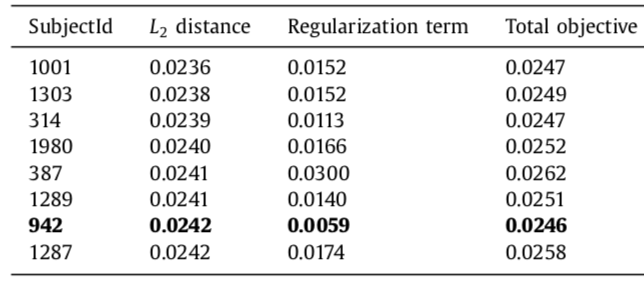 SubjectId L2 distance Regularization term Total objective
1001 0.0236 0.0152 0.0247
1303 0.0238 0.0152 0.0249
314 0.0239 0.0113 0.0247
1980 0.0240 0.0166 0.0252
387 0.0241 0.0300 0.0262
1289 0.0241 0.0140 0.0251
942 0.0242 0.0059 0.0246
1287 0.0242 0.0174 0.0258